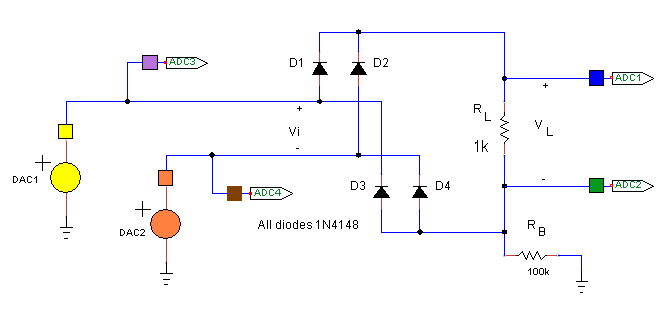 ADC3
D1
D2
ADC1
+
+
R L
V L
1k
Vi
-
DAC1
D3
D4
-
ADC2
ADC4
DAC2
All diodes 1N4148
R B
100k